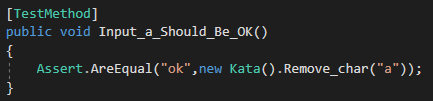 [TestMethod]
public void Input_a_Should_Be_OK()
{
Assert.AreEqual("ok",new Kata().Remove_char("a"));
}